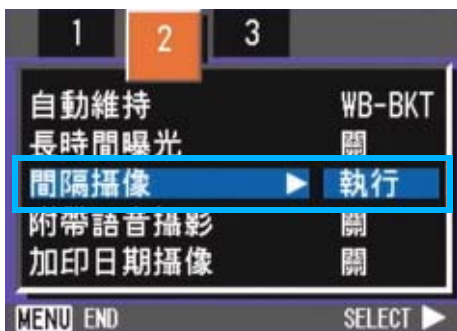 1 2 3
自動維持 WB-BKT
長時間曝光 關
間隔攝像 ▶ 執行
附帶語音攝影 關
加印日期攝像 關
MENU END SELECT ▶